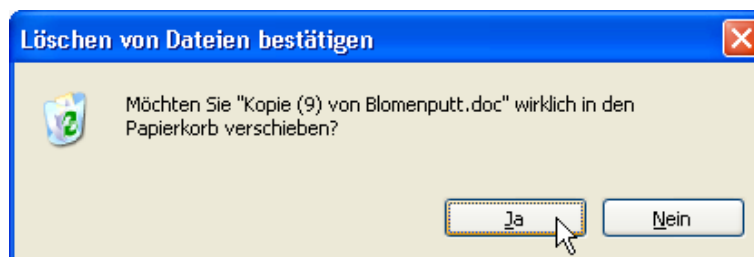 Löschen von Dateien bestätigen
Möchten Sie "Kopie (9) von Blomenputt.doc" wirklich in den
Papierkorb verschieben?
Ja
Nein